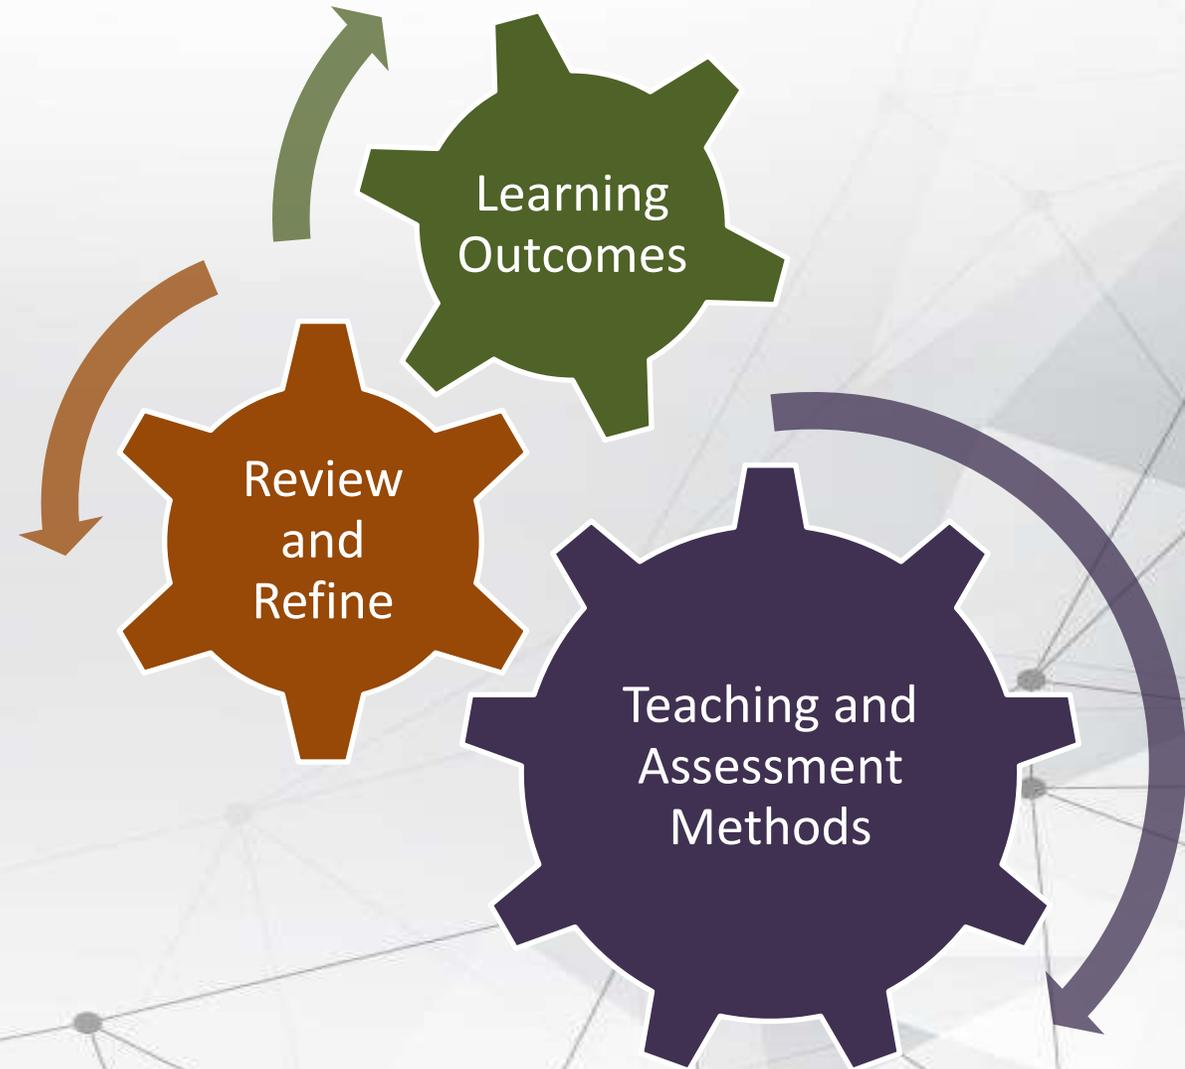 Learning
Outcomes
Review
and
Refine
Teaching and
Assessment
Methods